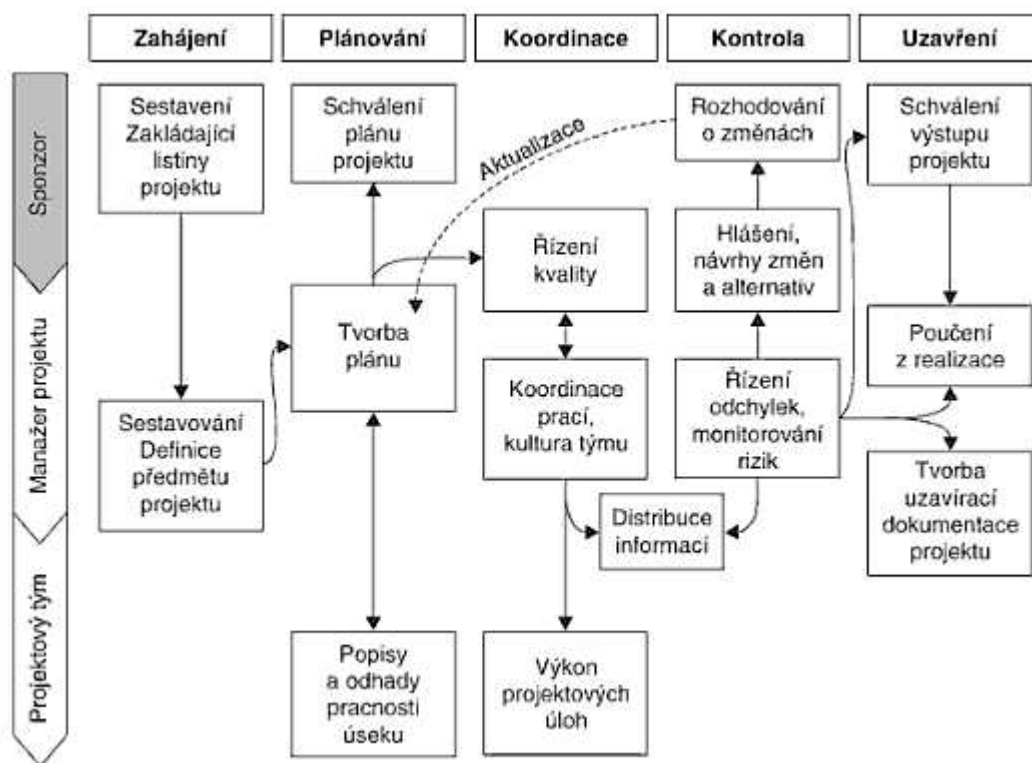 Zahájení
Plánování
Koordinace
Kontrola
Uzavření
Sponzor
Manažer projektu
Projektový tým
Sestavení
Zakládající
listiny
projektu
Sestavování
Definice
předmětu
projektu
Schválení
plánu
projektu
Tvorba
plánu
Popisy
a odhady
pracnosti
úseku
Aktualizace
Řízení
kvality
Koordinace
prací,
kultura týmu
Distribuce
informací
Výkon
projektových
úloh
Rozhodování
o změnách
Hlášení,
návrhy změn
a alternativ
Řízení
odchylek,
monitorování
rizik
Schválení
výstupu
projektu
Poučení
z realizace
Tvorba
uzavírací
dokumentace
projektu